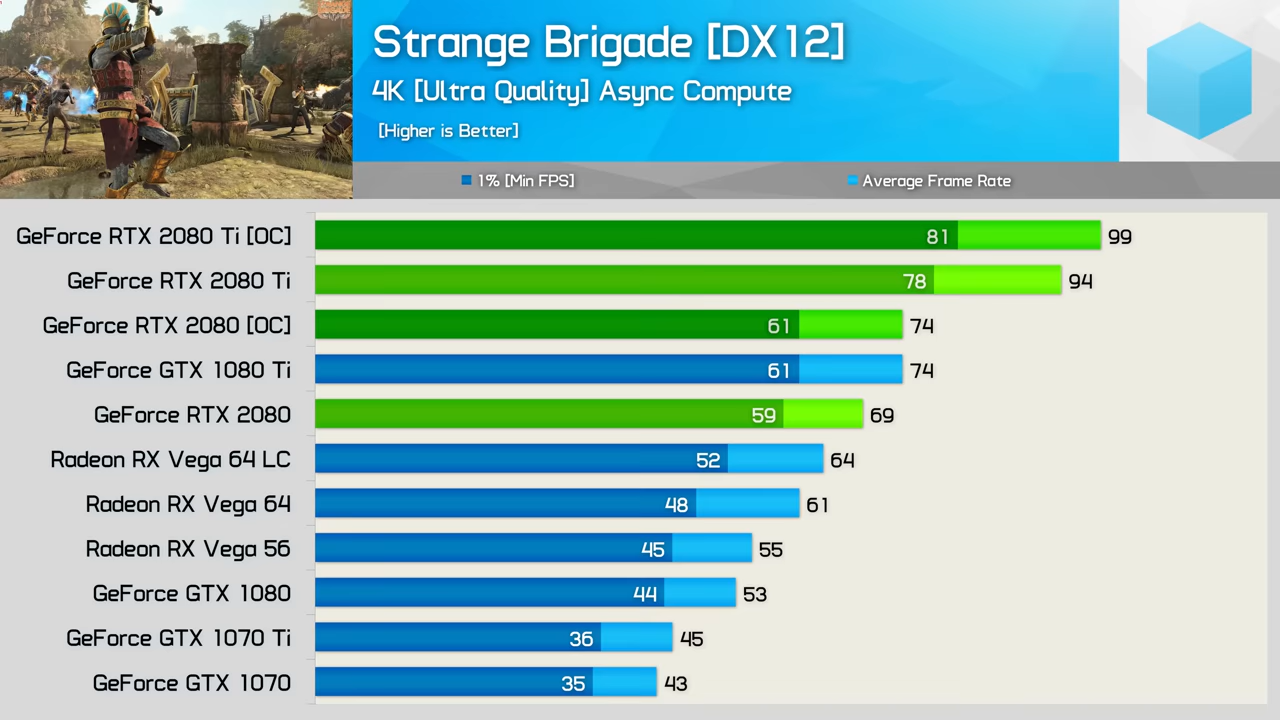 Strange Brigade [DX12]
4K [Ultra Quality] Async Compute
[Higher is Better]
1% [Min FPS] Average Frame Rate
GeForce RTX 2080 Ti [OC] 81 99
GeForce RTX 2080 Ti 78 94
GeForce RTX 2080 [OC] 61 74
GeForce GTX 1080 Ti 61 74
GeForce RTX 2080 59 69
Radeon RX Vega 64 LC 52 64
Radeon RX Vega 64 48 61
Radeon RX Vega 56 45 55
GeForce GTX 1080 44 53
GeForce GTX 1070 Ti 36 45
GeForce GTX 1070 35 43